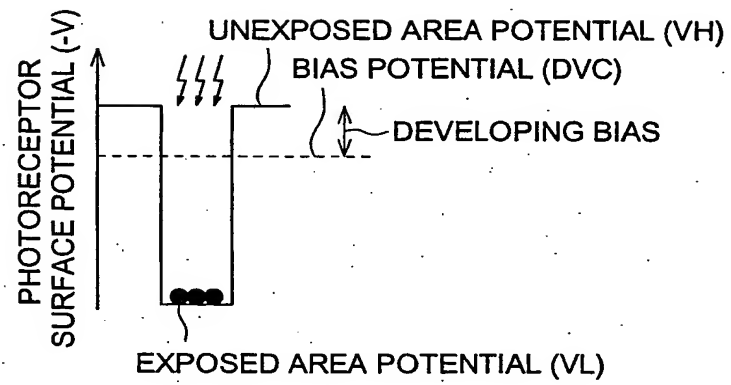 UNEXPOSED AREA POTENTIAL (VH)
BIAS POTENTIAL (DVC)
DEVELOPING BIAS
PHOTORECEPTOR
SURFACE POTENTIAL (-V)
EXPOSED AREA POTENTIAL (VL)